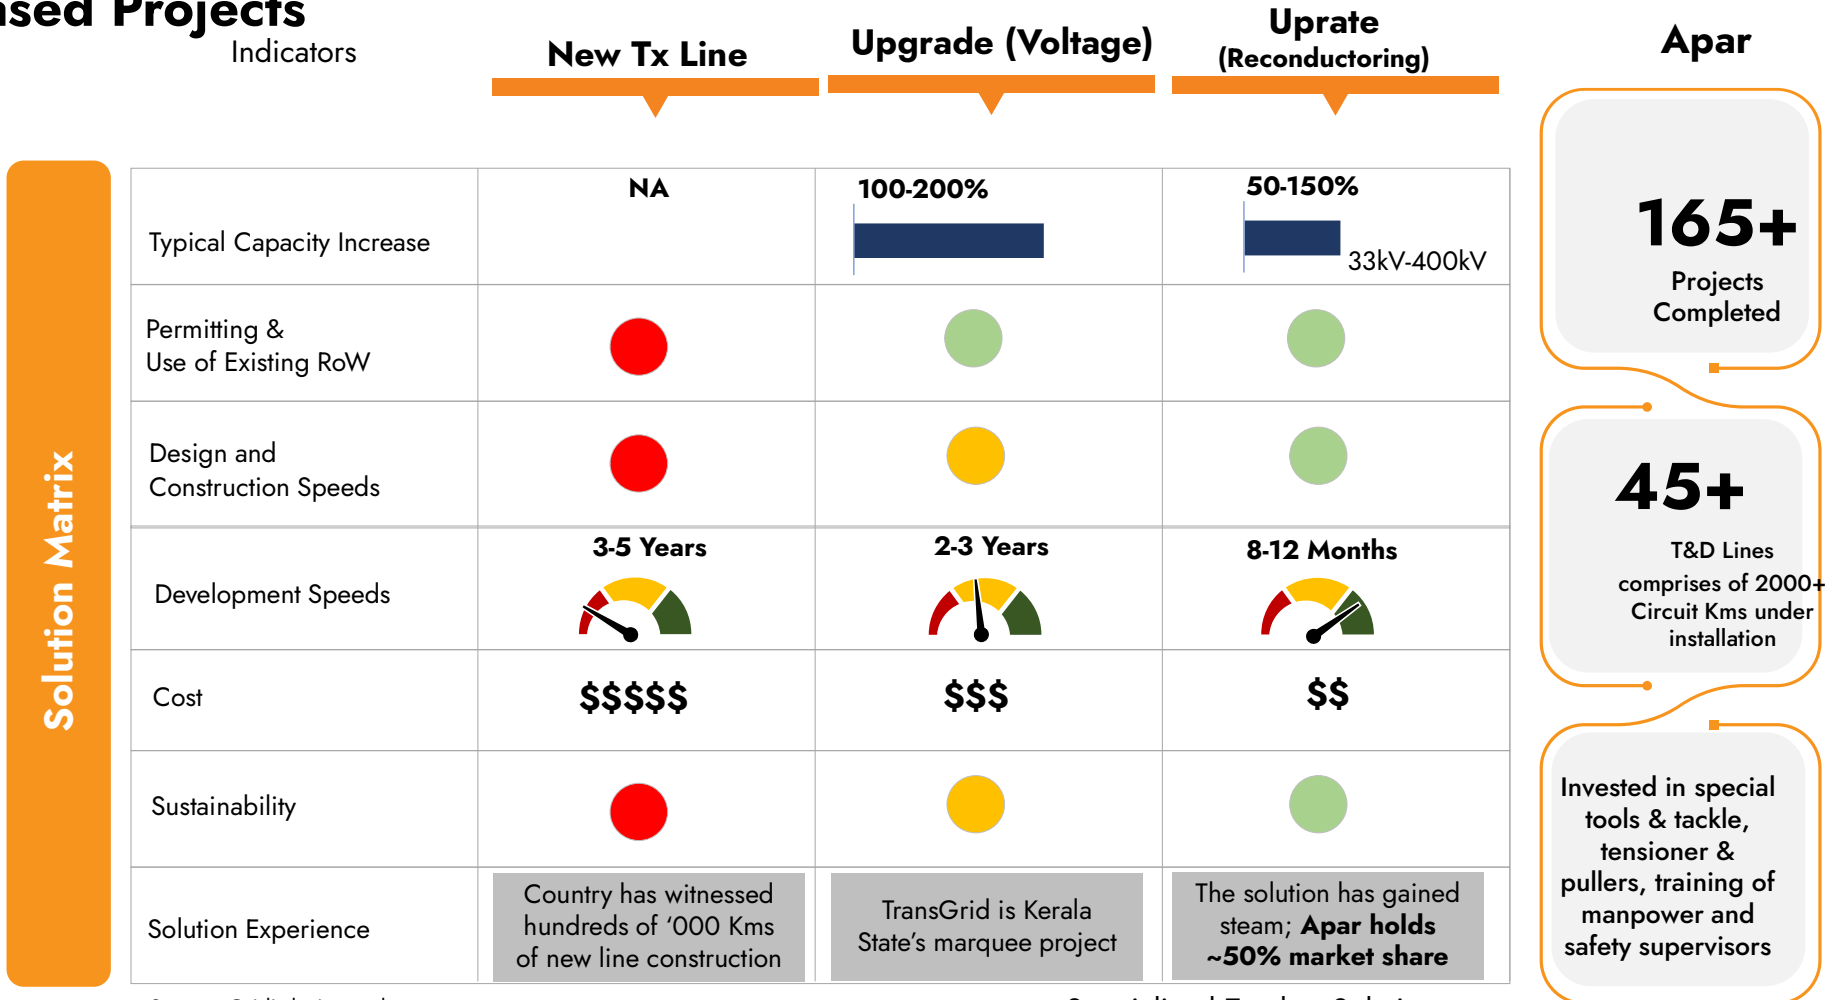 ased Projects
Indicators
New Tx Line
Upgrade (Voltage)
Uprate
(Reconductoring)
Apar
Solution Matrix
Typical Capacity Increase
NA
100-200%
50-150%
33kV-400kV
Permitting &
Use of Existing RoW
Design and
Construction Speeds
Development Speeds
3-5 Years
2-3 Years
8-12 Months
Cost
$$$$$
$$$
$$
Sustainability
Solution Experience
Country has witnessed
hundreds of ‘000 Kms
of new line construction
TransGrid is Kerala
State’s marquee project
The solution has gained
steam; Apar holds
~50% market share
165+
Projects
Completed
45+
T&D Lines
comprises of 2000+
Circuit Kms under
installation
Invested in special
tools & tackle,
tensioner &
pullers, training of
manpower and
safety supervisors